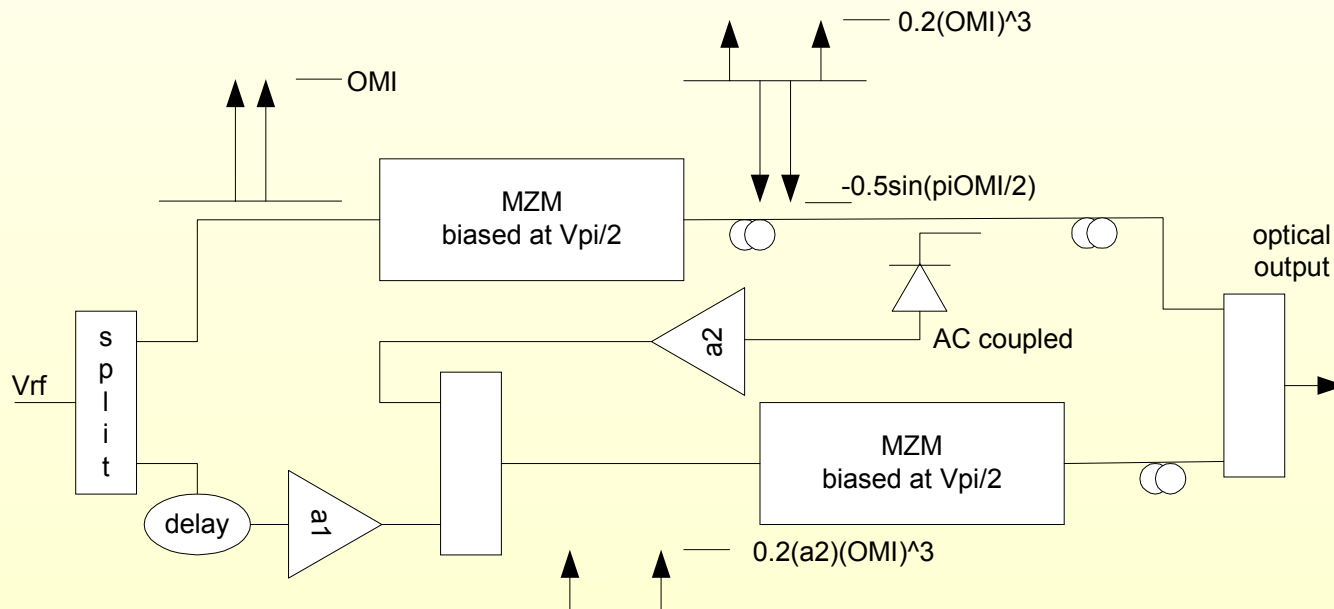 0.2(OMI)^3
OMI
MZM
biased at Vpi/2
-0.5sin(piOMI/2)
optical
output
split
a2
AC coupled
Vrf
MZM
biased at Vpi/2
delay
a1
0.2(a2)(OMI)^3